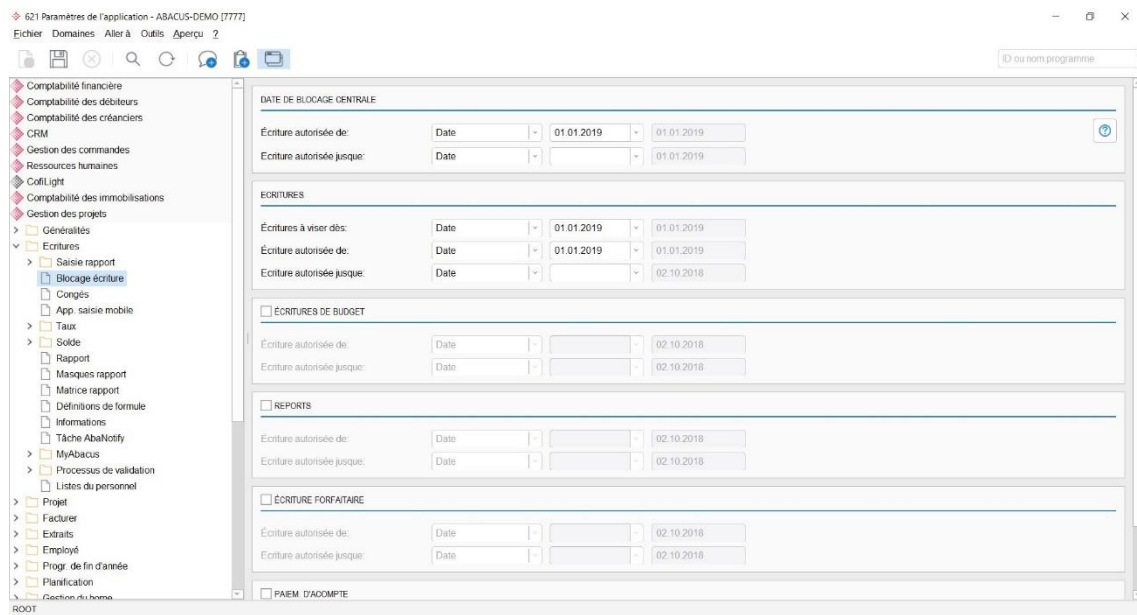 621 Paramètres de l'application - ABACUS-DEMO [7777]
Fichier Domaines Aller à Outils Aperçu ?
ID ou nom programme
Comptabilité financière
Comptabilité des débiteurs
Comptabilité des créanciers
CRM
Gestion des commandes
Ressources humaines
CofiLight
Comptabilité des immobilisations
Gestion des projets
Généralités
Ecritures
Saisie rapport
Blocage écriture
Congés
App. saisie mobile
Taux
Solde
Rapport
Masques rapport
Matrice rapport
Définitions de formule
Informations
Tâche AbaNotify
MyAbacus
Processus de validation
Listes du personnel
Projet
Facturer
Extraits
Employé
Progr. de fin d'année
Planification
Gestion du home
ROOT
DATE DE BLOCAGE CENTRALE
Écriture autorisée de: Date 01.01.2019 01.01.2019
Ecriture autorisée jusque: Date 01.01.2019
ECRITURES
Écritures à viser dès: Date 01.01.2019 01.01.2019
Écriture autorisée de: Date 01.01.2019 01.01.2019
Ecriture autorisée jusque: Date 02.10.2018
ÉCRITURES DE BUDGET
Écriture autorisée de: Date 02.10.2018
Ecriture autorisée jusque: Date 02.10.2018
REPORTS
Écriture autorisée de: Date 02.10.2018
Ecriture autorisée jusque: Date 02.10.2018
ÉCRITURE FORFAITAIRE
Écriture autorisée de: Date 02.10.2018
Ecriture autorisée jusque: Date 02.10.2018
PAIEM. D'ACOMPTE